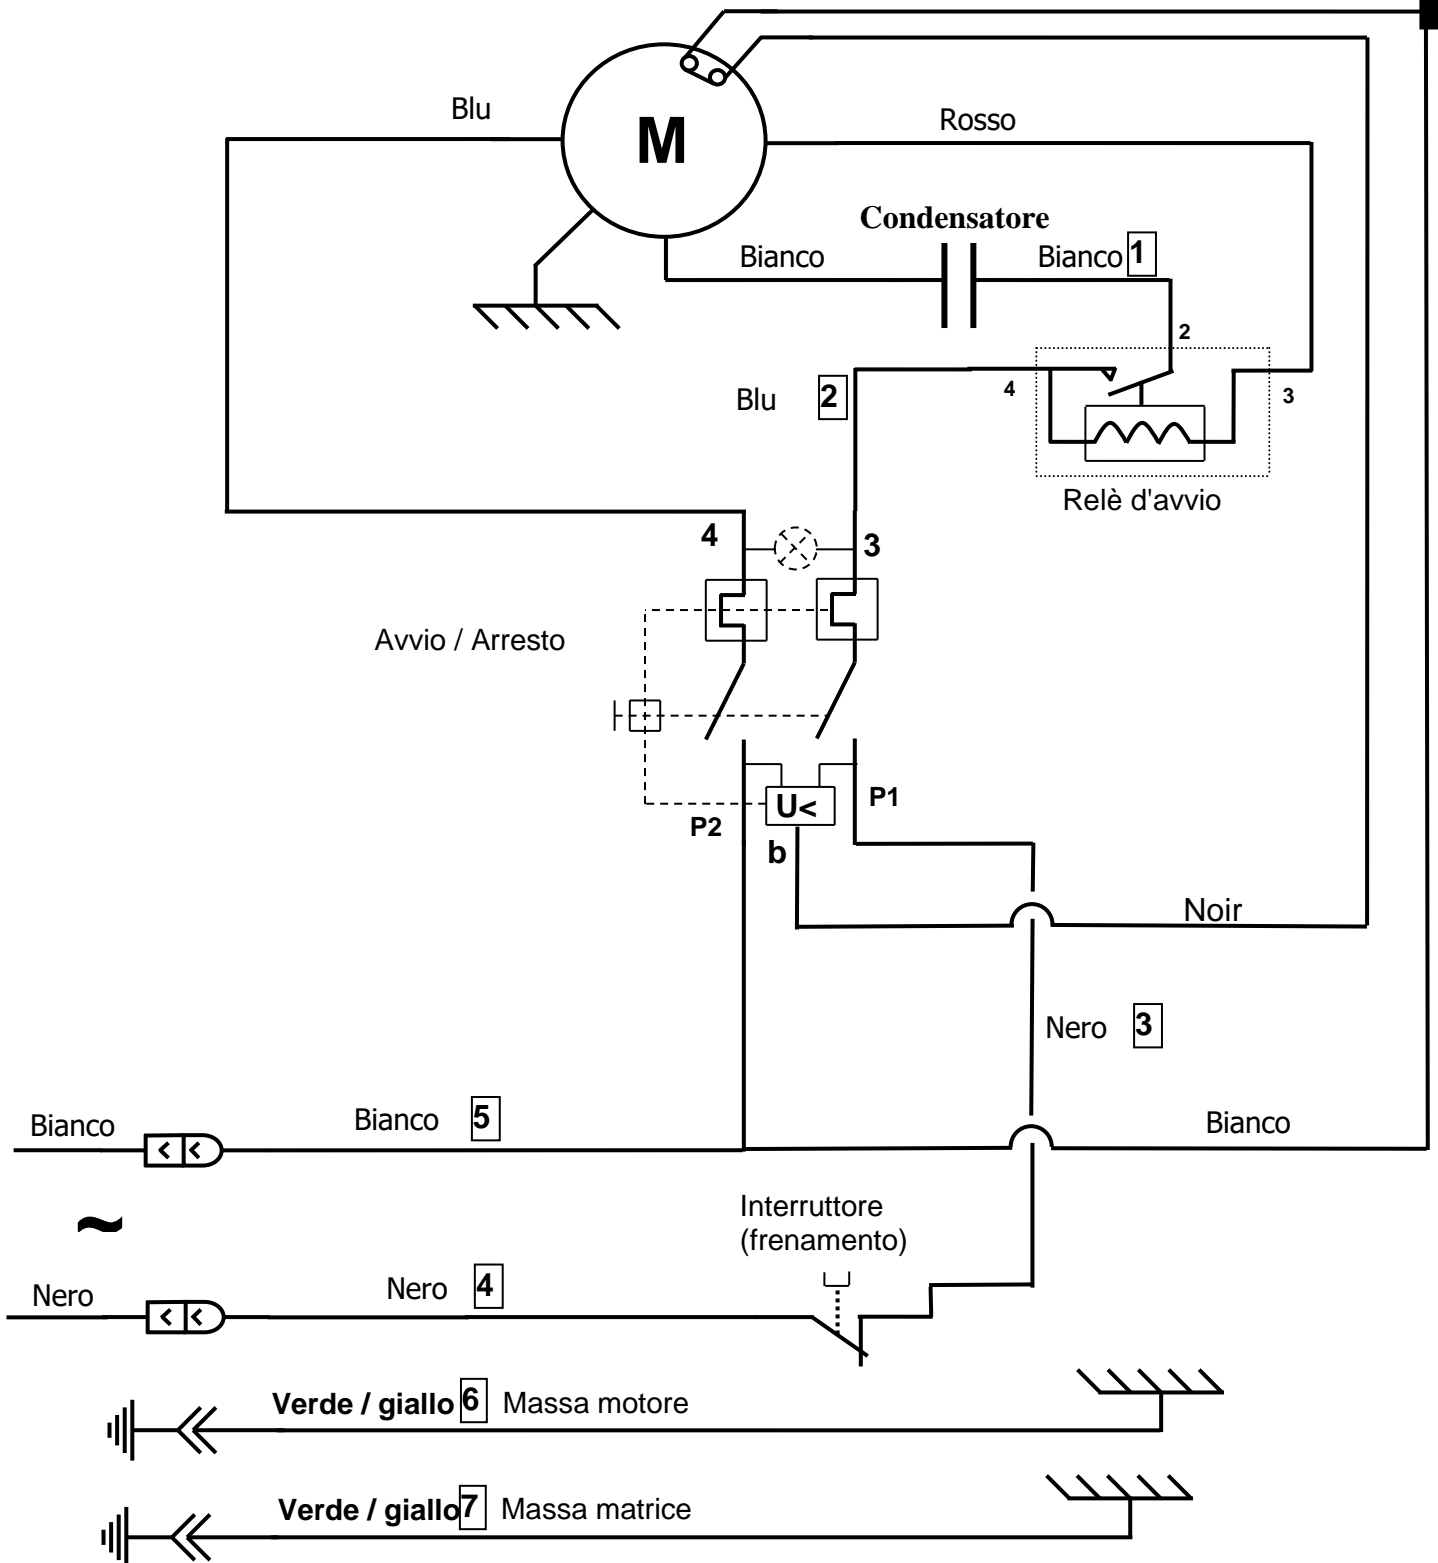 Blu
M
Rosso
Condensatore
Bianco
Bianco 1
2
Blu 2
4
3
Relè d'avvio
4
3
Avvio / Arresto
P1
U<
P2
b
Noir
Nero 3
Bianco
Bianco 5
Bianco
~
Interruttore
(frenamento)
Nero
Nero 4
Verde / giallo 6 Massa motore
Verde / giallo 7 Massa matrice